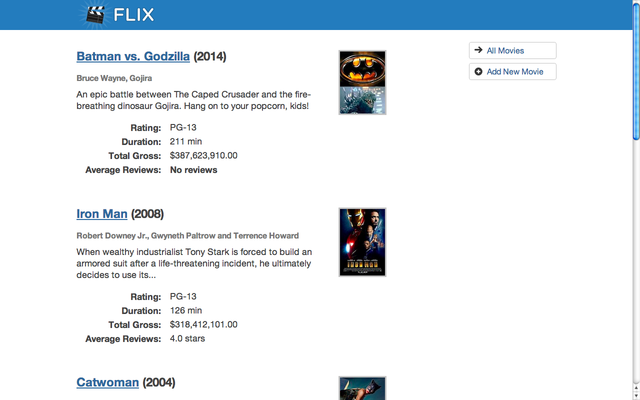 FLIX
All Movies
Add New Movie
Batman vs. Godzilla (2014)
Bruce Wayne, Gojira
An epic battle between The Caped Crusader and the fire-
breathing dinosaur Gojira. Hang on to your popcorn, kids!
Rating: PG-13
Duration: 211 min
Total Gross: $387,623,910.00
Average Reviews: No reviews
Iron Man (2008)
Robert Downey Jr., Gwyneth Paltrow and Terrence Howard
When wealthy industrialist Tony Stark is forced to build an
armored suit after a life-threatening incident, he ultimately
decides to use its...
IRON MAN
Rating: PG-13
Duration: 126 min
Total Gross: $318,412,101.00
Average Reviews: 4.0 stars
Catwoman (2004)